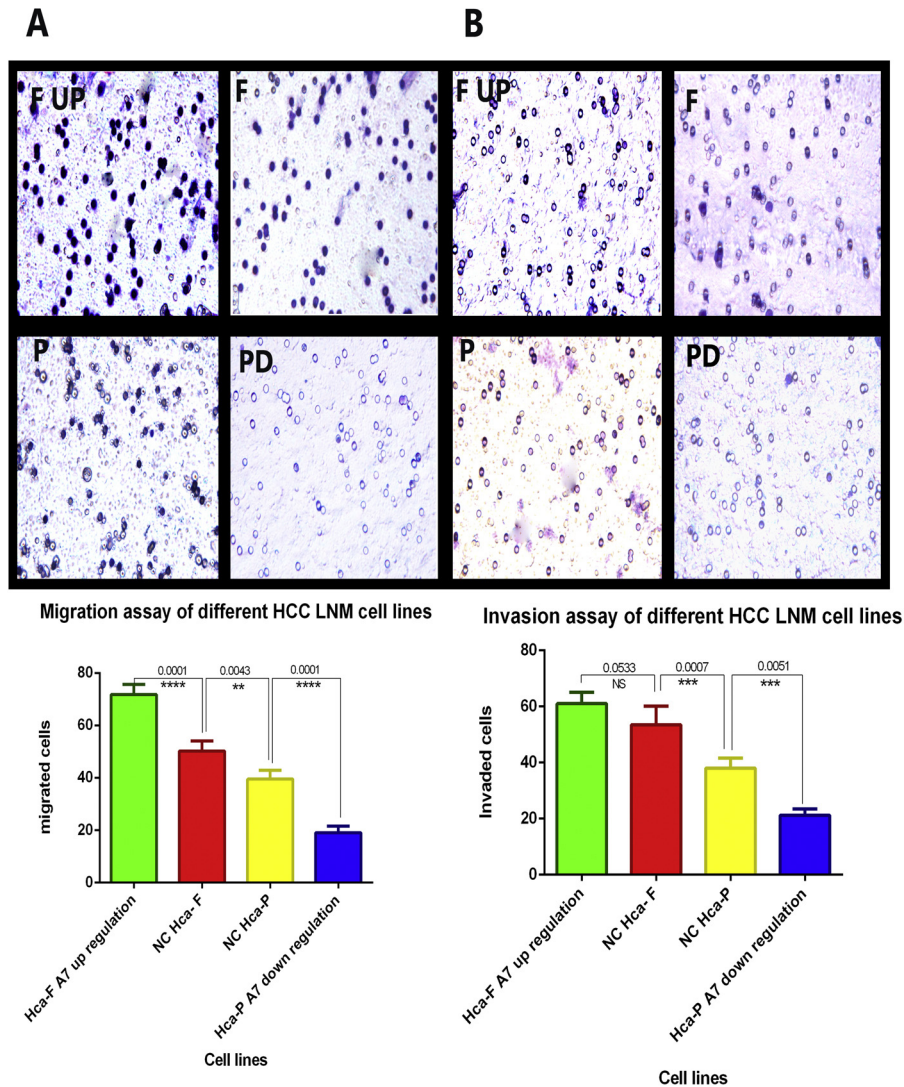 A
B
F UP
F
F UP
F
P
PD
P
PD
Migration assay of different HCC LNM cell lines
80
60
40
20
0
migrated cells
0.0001
****
0.0043
**
0.0001
****
Hca-F A7 up regulation
NC Hca- F
NC Hca-P
Hca-P A7 down regulation
Cell lines
Invasion assay of different HCC LNM cell lines
80
60
40
20
0
Invaded cells
0.0533
NS
0.0007
***
0.0051
***
Hca-F A7 up regulation
NC Hca- F
NC Hca-P
Hca-P A7 down regulation
Cell lines